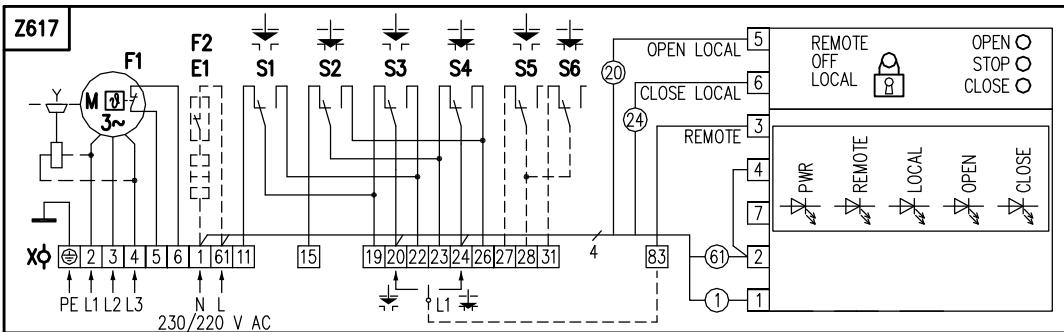 Z617
F1
F2
E1
S1 S2 S3 S4 S5 S6
Y
M ϑ
3~
OPEN LOCAL
CLOSE LOCAL
REMOTE
20
24
5
6
3
4
7
2
1
REMOTE
OFF
LOCAL
OPEN
STOP
CLOSE
PWR
REMOTE
LOCAL
OPEN
CLOSE
X
2 3 4 5 6 1 61 11 15 19 20 22 23 24 26 27 28 31 83
4
61
1
PE L1 L2 L3 N L L1
230/220 V AC